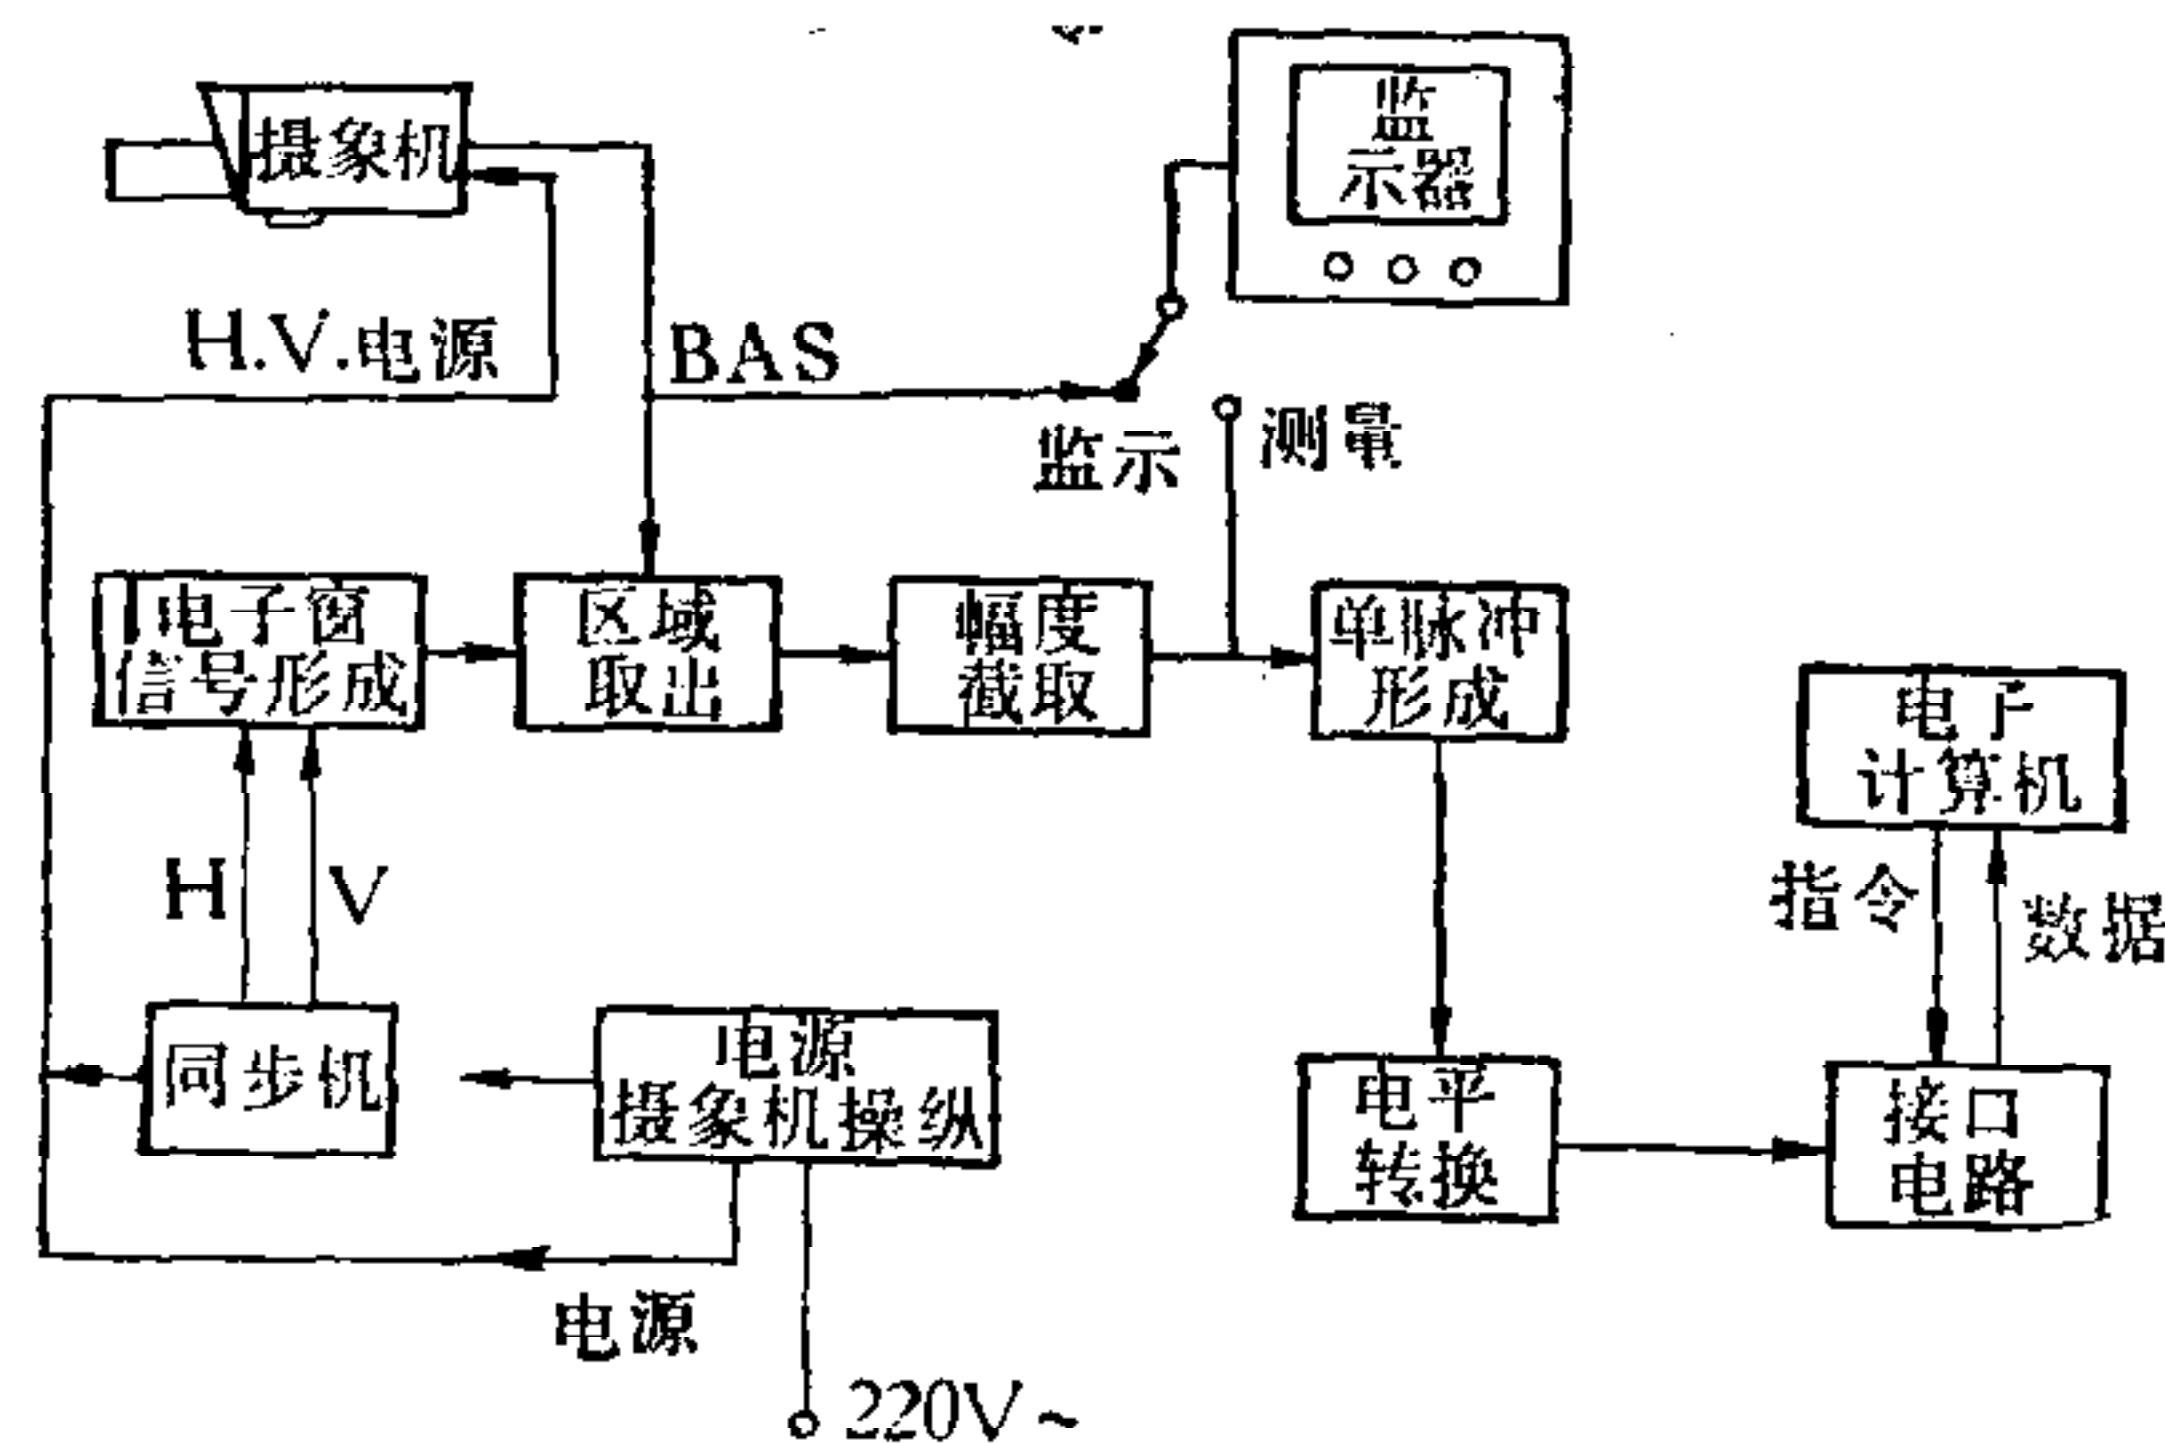 摄象机
监
示器
H.V.电源
BAS
监示
测量
电子窗
信号形成
区域
取出
幅度
截取
单脉冲
形成
电子
计算机
H
V
指令
数据
同步机
电源
摄象机操纵
电平
转换
接口
电路
电源
220V~